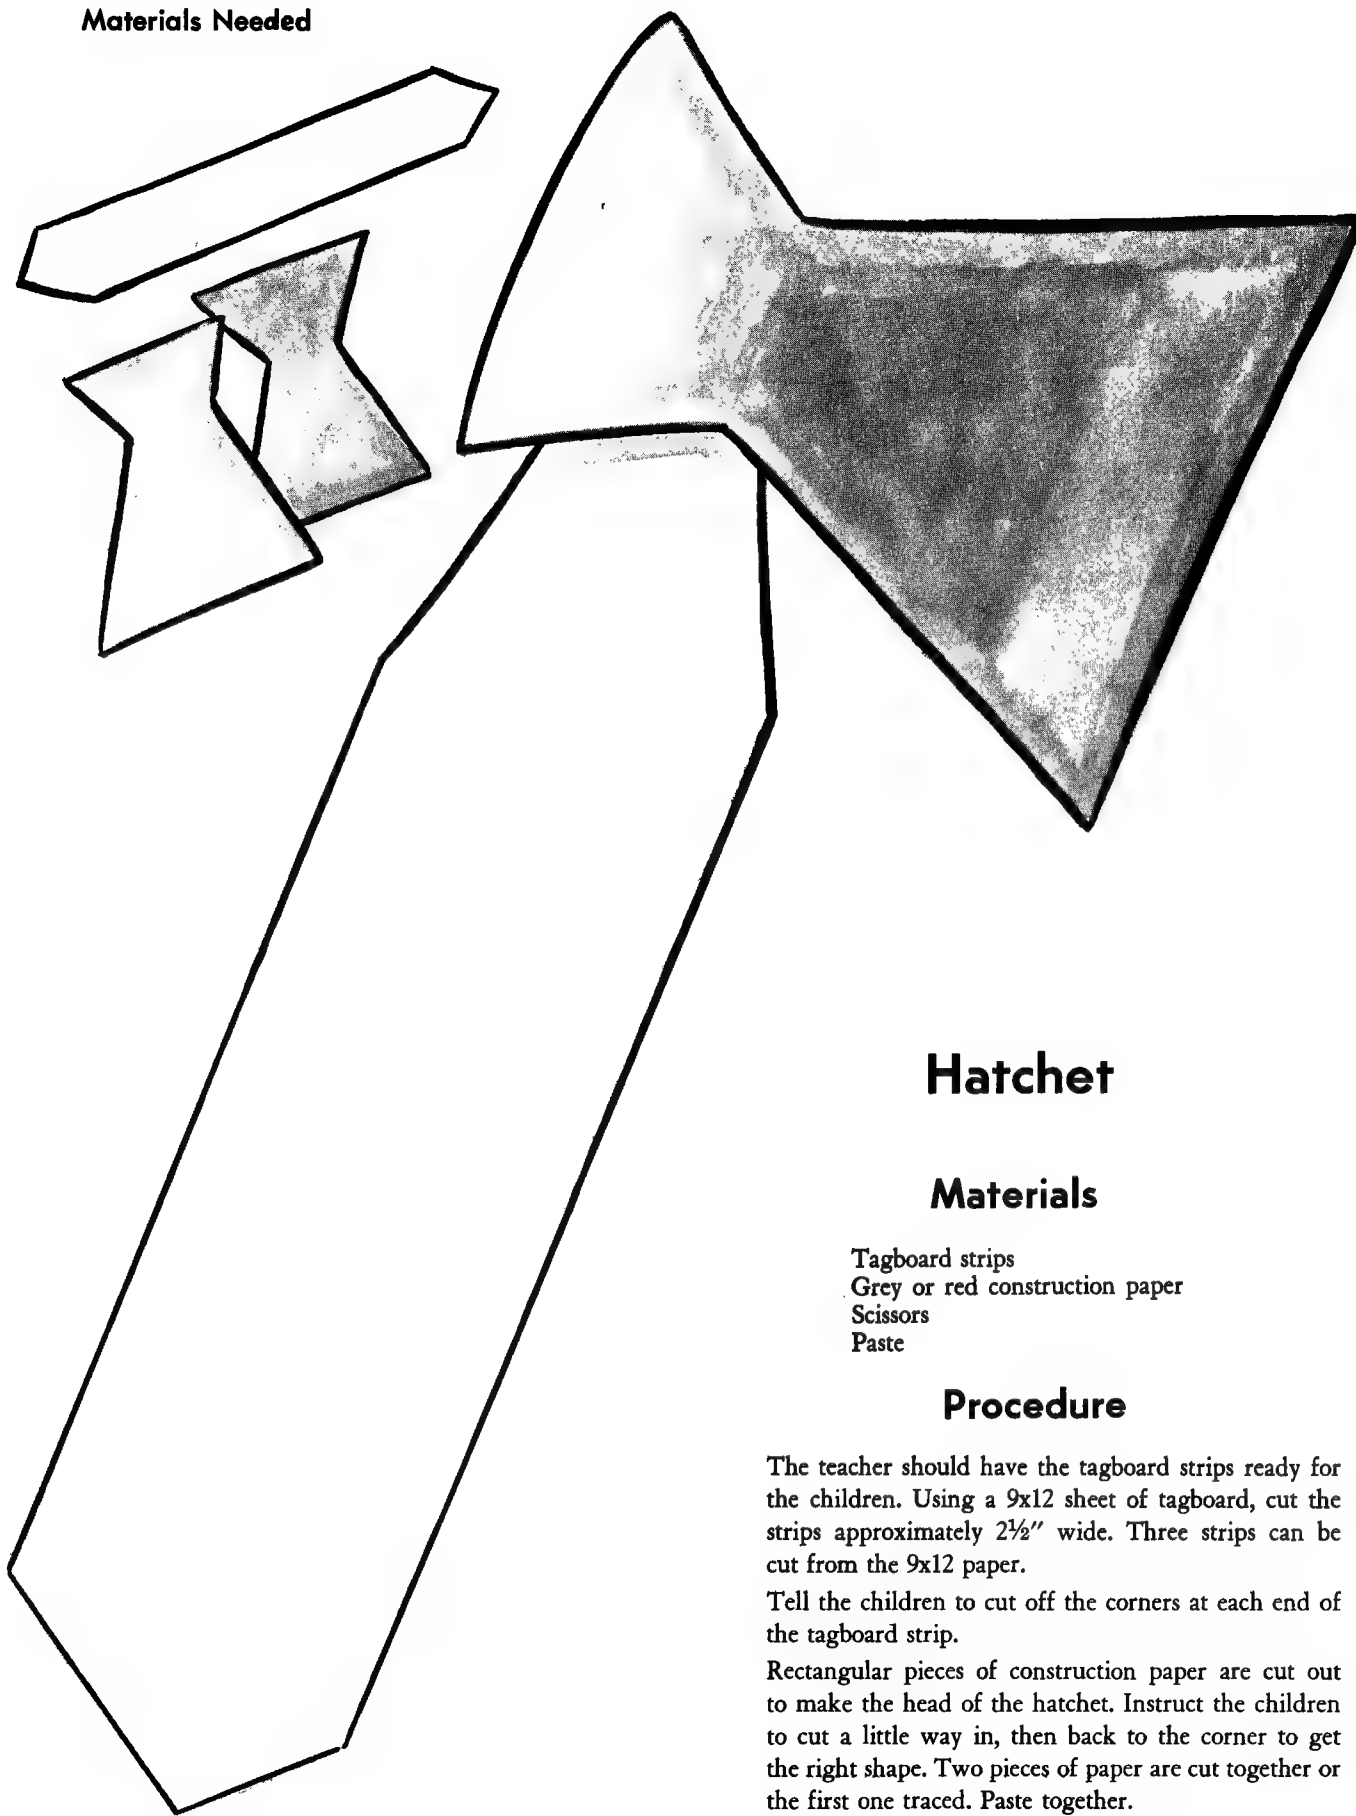 Materials Needed
Hatchet
Materials
Tagboard strips
Grey or red construction paper
Scissors
Paste
Procedure
The teacher should have the tagboard strips ready for
the children. Using a 9x12 sheet of tagboard, cut the
strips approximately 2½″ wide. Three strips can be
cut from the 9x12 paper.
Tell the children to cut off the corners at each end of
the tagboard strip.
Rectangular pieces of construction paper are cut out
to make the head of the hatchet. Instruct the children
to cut a little way in, then back to the corner to get
the right shape. Two pieces of paper are cut together or
the first one traced. Paste together.